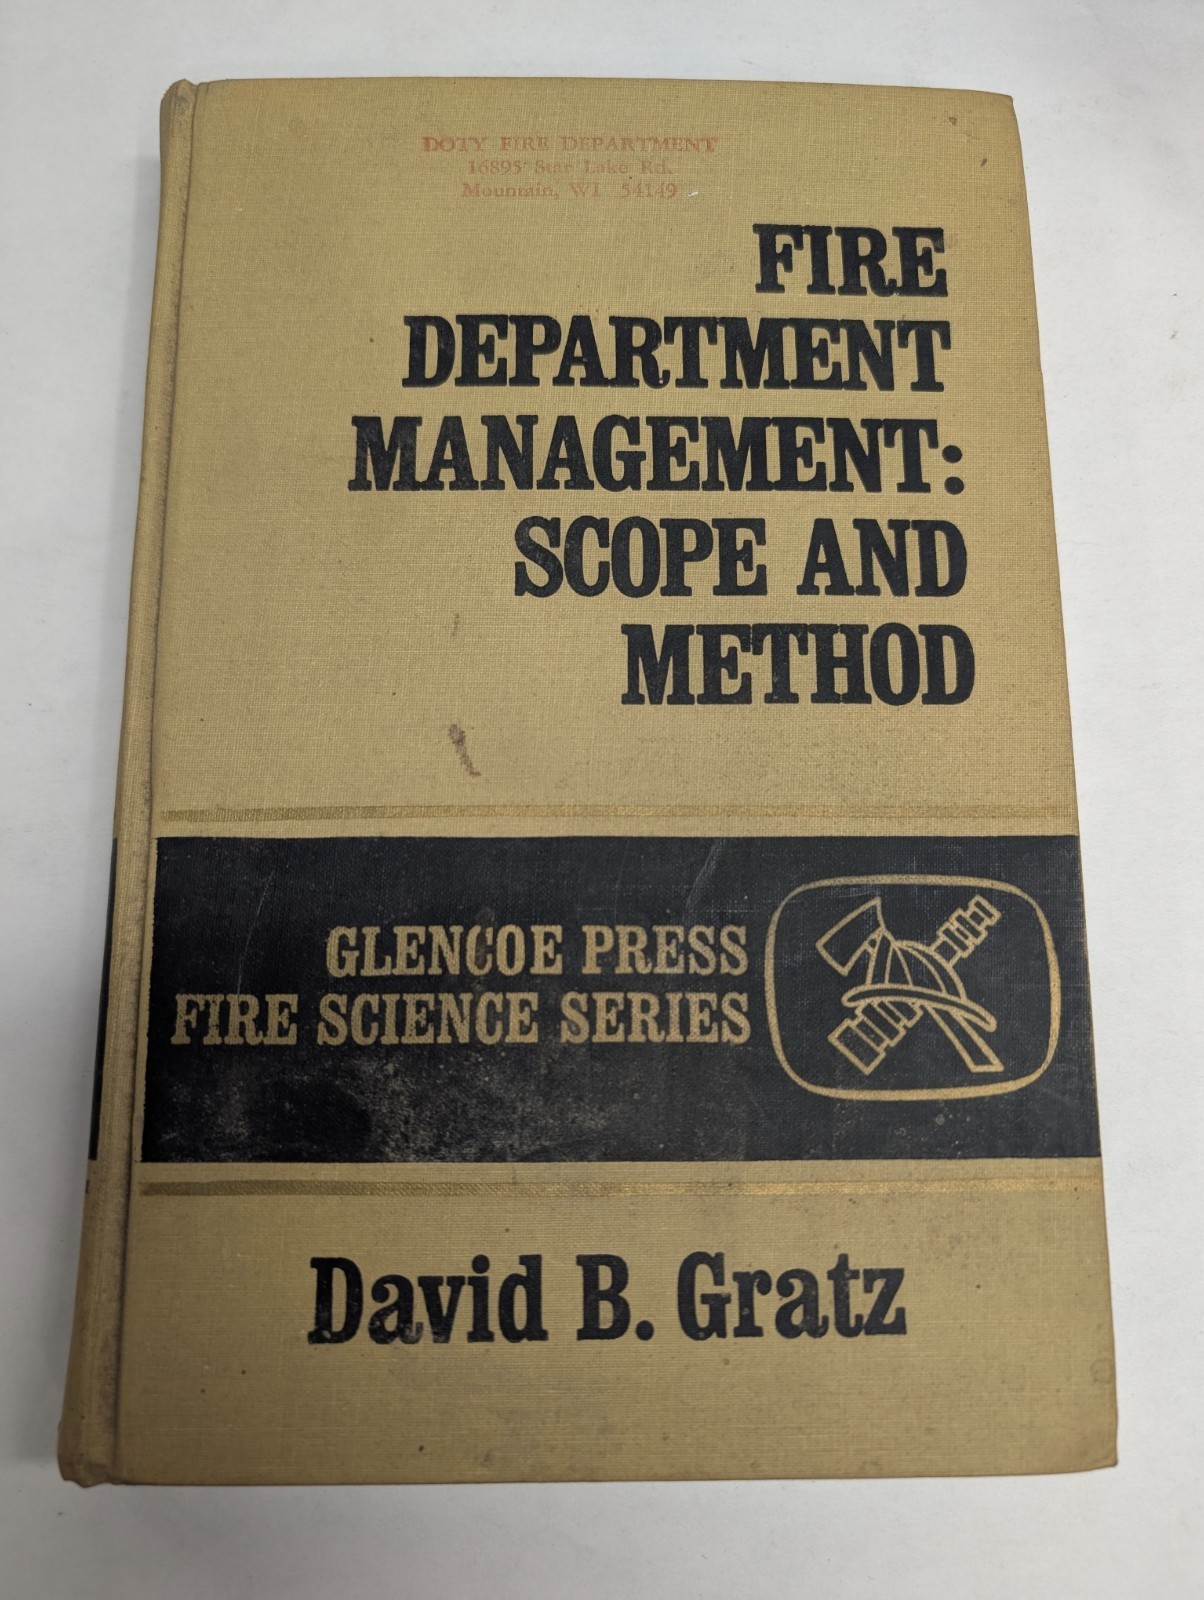 DOTY FIRE DEPARTMENT
16895 Star Lake Rd.
Mountain, WI 54149
FIRE
DEPARTMENT
MANAGEMENT:
SCOPE AND
METHOD
GLENCOE PRESS
FIRE SCIENCE SERIES
David B. Gratz